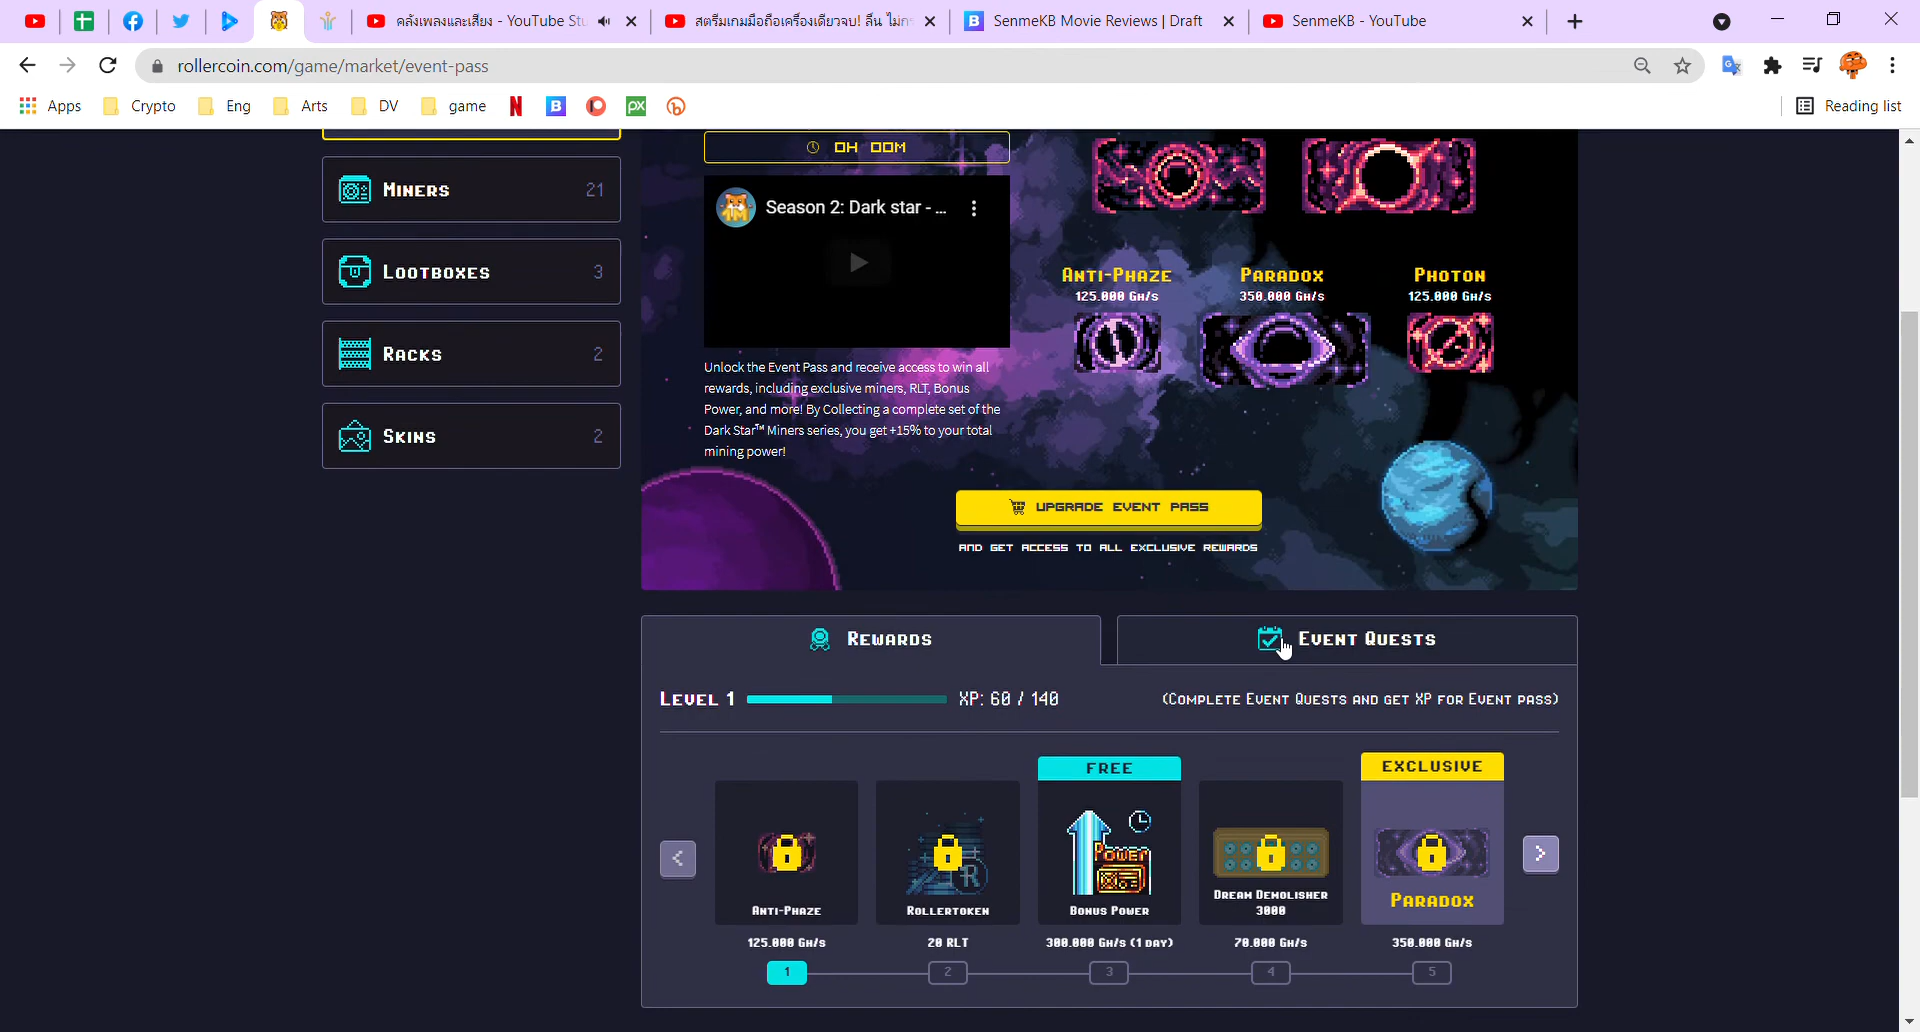 คลังเพลงและเสียง - YouTube Stu
สตรีมเกมมือถือเครื่องเดียวจบ! ลื่น ไม่กร
SenmeKB Movie Reviews | Draft
SenmeKB - YouTube
rollercoin.com/game/market/event-pass
Apps
Crypto
Eng
Arts
DV
game
Reading list
MINERS 21
LOOTBOXES 3
RACKS 2
SKINS 2
0H 00M
Season 2: Dark star - ...
Unlock the Event Pass and receive access to win all
rewards, including exclusive miners, RLT, Bonus
Power, and more! By Collecting a complete set of the
Dark Star™ Miners series, you get +15% to your total
mining power!
ANTI-PHAZE
125.000 GH/S
PARADOX
350.000 GH/S
PHOTON
125.000 GH/S
UPGRADE EVENT PASS
AND GET ACCESS TO ALL EXCLUSIVE REWARDS
REWARDS
EVENT QUESTS
LEVEL 1
XP: 60 / 140
(COMPLETE EVENT QUESTS AND GET XP FOR EVENT PASS)
FREE
EXCLUSIVE
POWER
ANTI-PHAZE
ROLLERTOKEN
BONUS POWER
DREAM DEMOLISHER
3000
PARADOX
125.000 GH/S
20 RLT
300.000 GH/S (1 DAY)
70.000 GH/S
350.000 GH/S
1
2
3
4
5